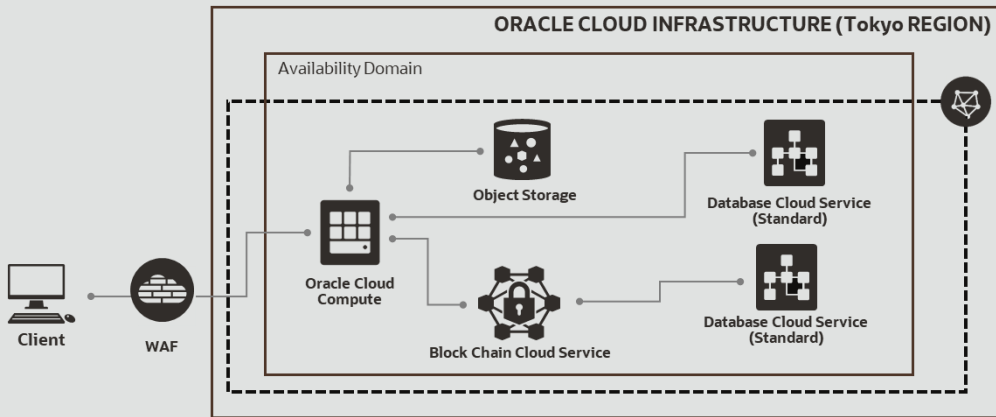 ORACLE CLOUD INFRASTRUCTURE (Tokyo REGION)
Availability Domain
Object Storage
Database Cloud Service
(Standard)
Oracle Cloud
Compute
Client
WAF
Block Chain Cloud Service
Database Cloud Service
(Standard)